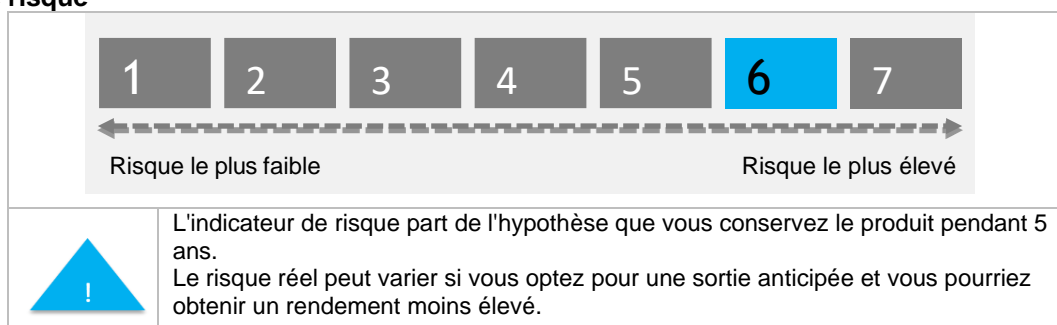 risque
1 2 3 4 5 6 7
Risque le plus faible Risque le plus élevé
L'indicateur de risque part de l'hypothèse que vous conservez le produit pendant 5
ans.
Le risque réel peut varier si vous optez pour une sortie anticipée et vous pourriez
obtenir un rendement moins élevé.
!